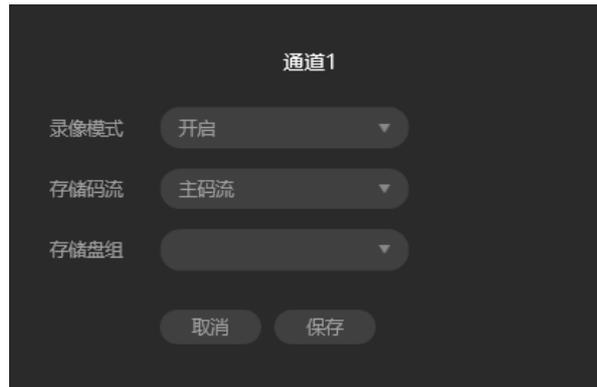 通道1
录像模式 开启
存储码流 主码流
存储盘组
取消 保存